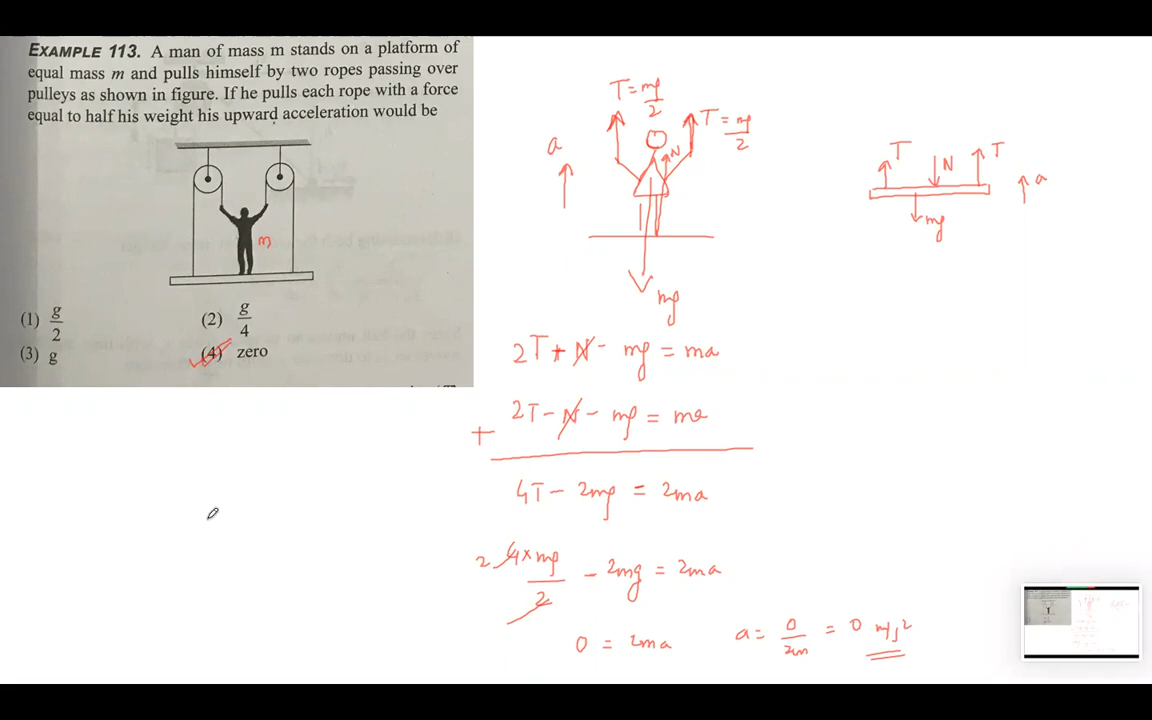 EXAMPLE 113. A man of mass m stands on a platform of
equal mass m and pulls himself by two ropes passing over
pulleys as shown in figure. If he pulls each rope with a force
equal to half his weight his upward acceleration would be
m
(1) g/2
(2) g/4
(3) g
(4) zero
T = mg/2
T = mg/2
a
N
mg
T
N
T
a
mg
2T + N - mg = ma
2T - N - mg = ma
+
4T - 2mg = 2ma
2 4 x mg/2 - 2mg = 2ma
0 = 2ma
a = 0/2m = 0 m/s²